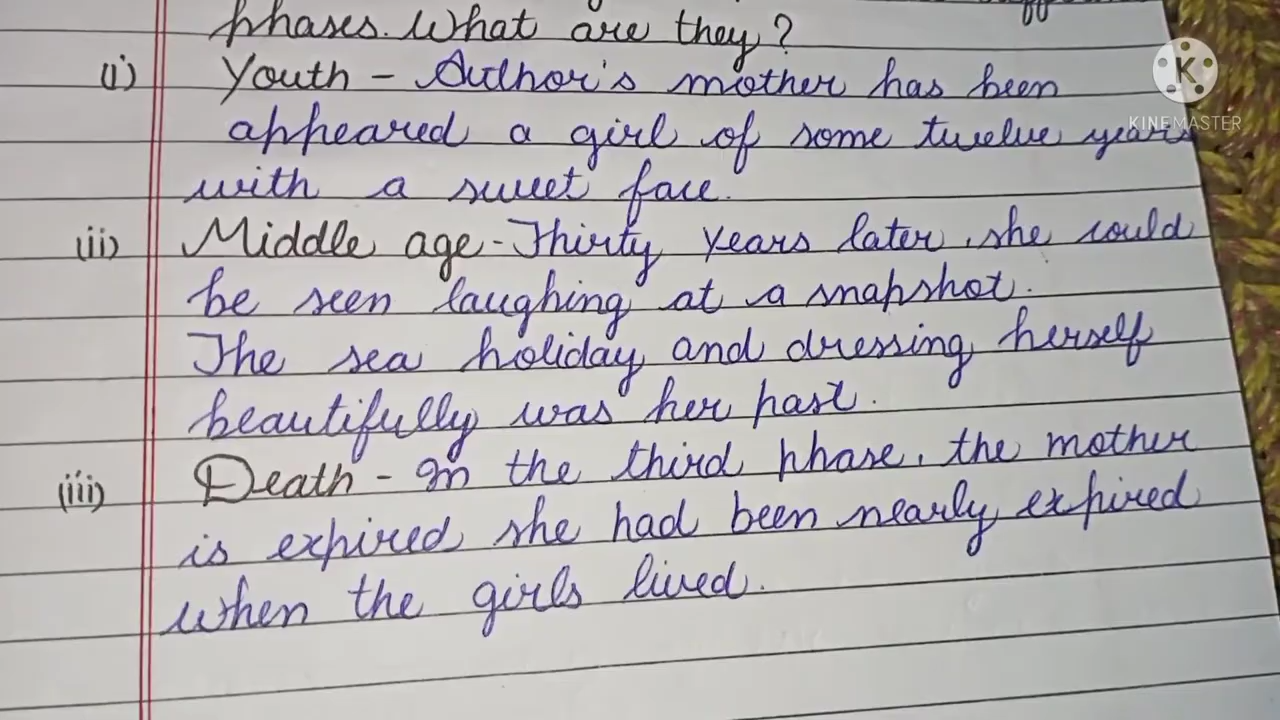 phases. What are they?
(i) Youth - Author's mother has been
appeared a girl of some twelve years
with a sweet face.
(ii) Middle age - Thirty years later, she could
be seen laughing at a snapshot.
The sea holiday and dressing herself
beautifully was her past.
(iii) Death - In the third phase, the mother
is expired she had been nearly expired
when the girls lived.
K
KINEMASTER